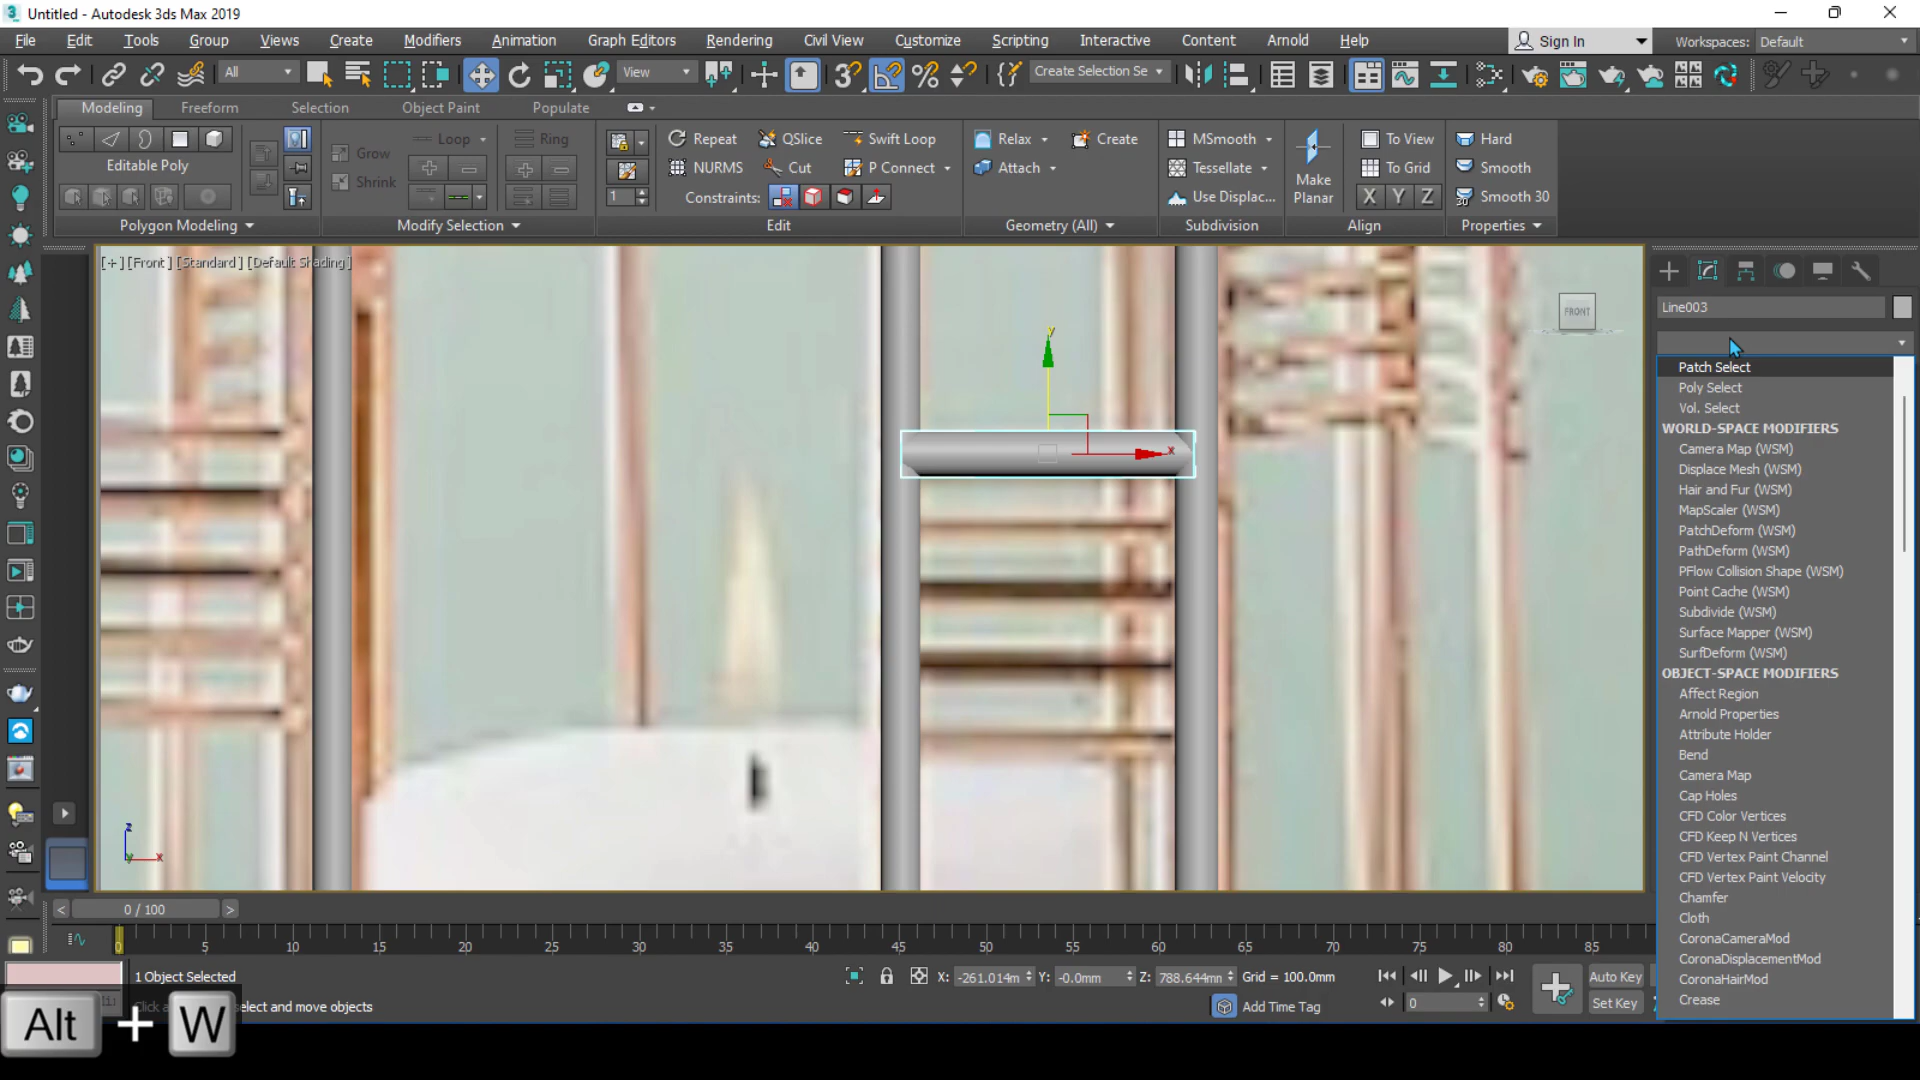 Untitled - Autodesk 3ds Max 2019
File Edit Tools Group Views Create Modifiers Animation Graph Editors Rendering Civil View Customize Scripting Interactive Content Arnold Help Sign In Workspaces: Default
All View Create Selection Se
Modeling Freeform Selection Object Paint Populate
Loop Ring Repeat QSlice Swift Loop Relax Create MSmooth To View Hard
Editable Poly Grow NURMS Cut P Connect Attach Tessellate To Grid Smooth
Shrink 1 Constraints: Make Planar Use Displac... X Y Z Smooth 30
Polygon Modeling Modify Selection Edit Geometry (All) Subdivision Align Properties
[+] [Front] [Standard] [Default Shading]
FRONT
Line003
y
x
Patch Select
Poly Select
Vol. Select
WORLD-SPACE MODIFIERS
Camera Map (WSM)
Displace Mesh (WSM)
Hair and Fur (WSM)
MapScaler (WSM)
PatchDeform (WSM)
PathDeform (WSM)
PFlow Collision Shape (WSM)
Point Cache (WSM)
Subdivide (WSM)
Surface Mapper (WSM)
SurfDeform (WSM)
OBJECT-SPACE MODIFIERS
Affect Region
Arnold Properties
Attribute Holder
Bend
Camera Map
Cap Holes
CFD Color Vertices
CFD Keep N Vertices
CFD Vertex Paint Channel
CFD Vertex Paint Velocity
Chamfer
Cloth
CoronaCameraMod
CoronaDisplacementMod
CoronaHairMod
Crease
z
y x
< 0 / 100 >
0 5 10 15 20 25 30 35 40 45 50 55 60 65 70 75 80 85
1 Object Selected X: -261.014m Y: -0.0mm Z: 788.644mm Grid = 100.0mm Auto Key
elect and move objects Add Time Tag 0 Set Key
Alt + W